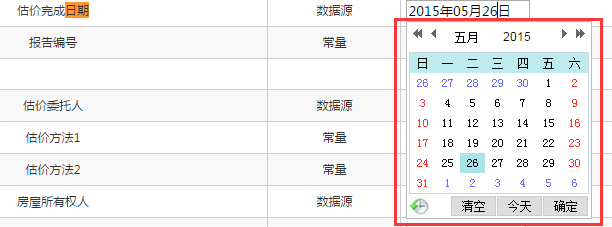 估价完成日期 数据源 2015年05月26日
五月 2015
报告编号 常量
日 一 二 三 四 五 六
26 27 28 29 30 1 2
估价委托人 数据源
3 4 5 6 7 8 9
10 11 12 13 14 15 16
估价方法1 常量
17 18 19 20 21 22 23
估价方法2 常量
24 25 26 27 28 29 30
31 1 2 3 4 5 6
房屋所有权人 数据源
清空 今天 确定